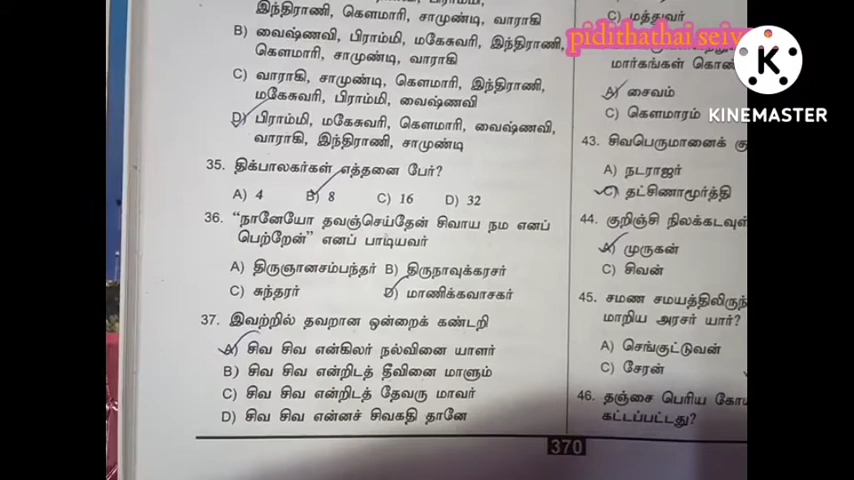 இந்திராணி, கௌமாரி, சாமுண்டி, வாராகி
B) வைஷ்ணவி, பிராம்மி, மகேசுவரி, இந்திராணி,
கௌமாரி, சாமுண்டி, வாராகி
C) வாராகி, சாமுண்டி, கௌமாரி, இந்திராணி,
மகேசுவரி, பிராம்மி, வைஷ்ணவி
D) பிராம்மி, மகேசுவரி, கௌமாரி, வைஷ்ணவி,
வாராகி, இந்திராணி, சாமுண்டி
35. திக்பாலகர்கள் எத்தனை பேர்?
A) 4 B) 8 C) 16 D) 32
36. “நானேயோ தவஞ்செய்தேன் சிவாய நம எனப்
பெற்றேன்” எனப் பாடியவர்
A) திருஞானசம்பந்தர் B) திருநாவுக்கரசர்
C) சுந்தரர் D) மாணிக்கவாசகர்
37. இவற்றில் தவறான ஒன்றைக் கண்டறி
A) சிவ சிவ என்கிலர் நல்வினை யாளர்
B) சிவ சிவ என்றிடத் தீவினை மாளும்
C) சிவ சிவ என்றிடத் தேவரு மாவர்
D) சிவ சிவ என்னச் சிவகதி தானே
C) மத்துவர்
pidithathai seiy
மார்கங்கள் கொண்
A) சைவம்
C) கௌமாரம்
43. சிவபெருமானைக் கு
A) நடராஜர்
C) தட்சிணாமூர்த்தி
44. குறிஞ்சி நிலக்கடவுள்
A) முருகன்
C) சிவன்
45. சமண சமயத்திலிருந்
மாறிய அரசர் யார்?
A) செங்குட்டுவன்
C) சேரன்
46. தஞ்சை பெரிய கோய
கட்டப்பட்டது?
370
K
KINEMASTER